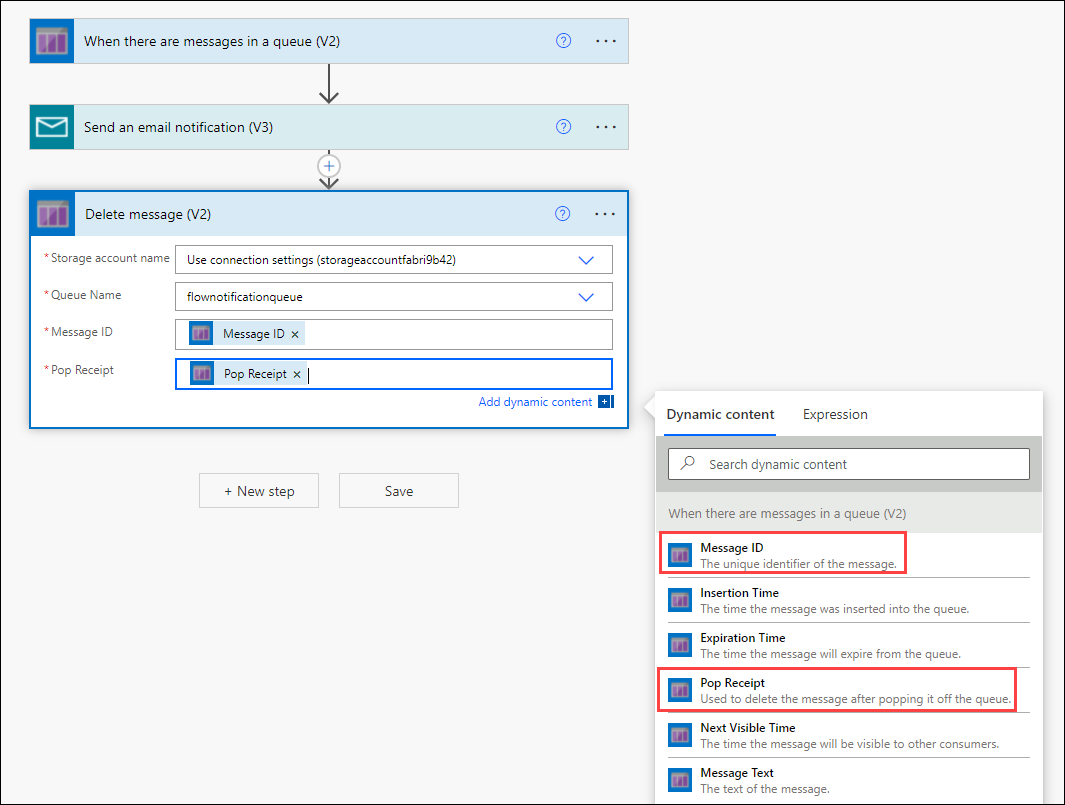 When there are messages in a queue (V2)
Send an email notification (V3)
Delete message (V2)
* Storage account name
Use connection settings (storageaccountfabri9b42)
* Queue Name
flownotificationqueue
* Message ID
Message ID ×
* Pop Receipt
Pop Receipt ×
Add dynamic content
+ New step
Save
Dynamic content
Expression
Search dynamic content
When there are messages in a queue (V2)
Message ID
The unique identifier of the message.
Insertion Time
The time the message was inserted into the queue.
Expiration Time
The time the message will expire from the queue.
Pop Receipt
Used to delete the message after popping it off the queue.
Next Visible Time
The time the message will be visible to other consumers.
Message Text
The text of the message.